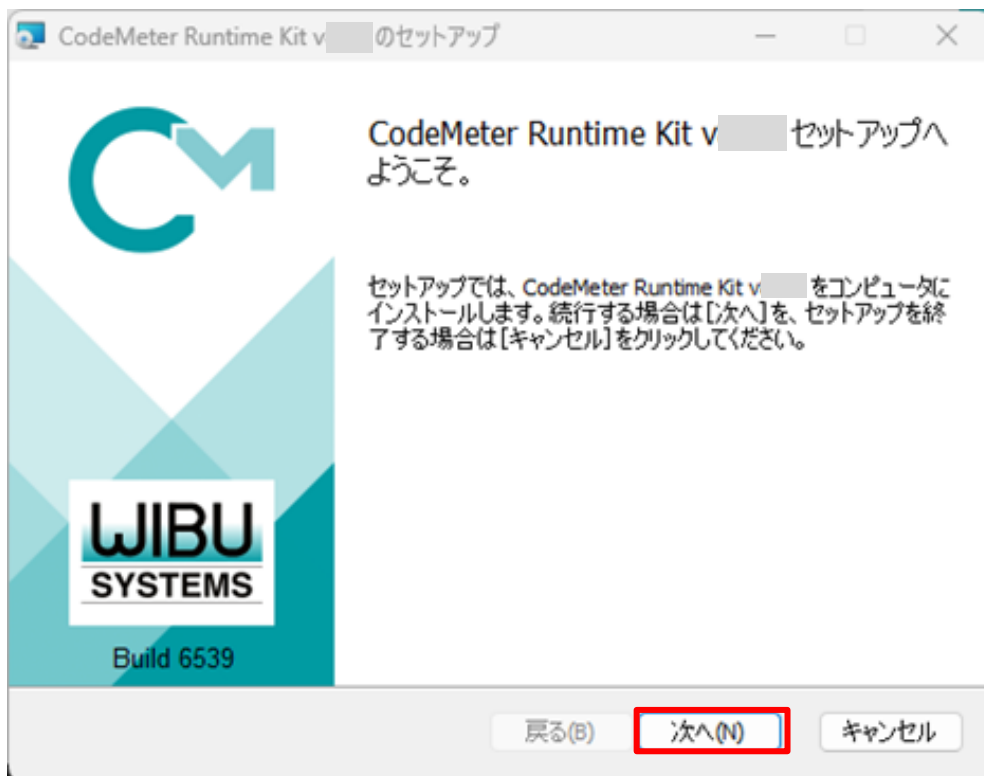 CodeMeter Runtime Kit v のセットアップ
CodeMeter Runtime Kit v セットアップへ
ようこそ。
セットアップでは、CodeMeter Runtime Kit v をコンピュータに
インストールします。続行する場合は[次へ]を、セットアップを終
了する場合は[キャンセル]をクリックしてください。
WIBU
SYSTEMS
Build 6539
戻る(B) 次へ(N) キャンセル